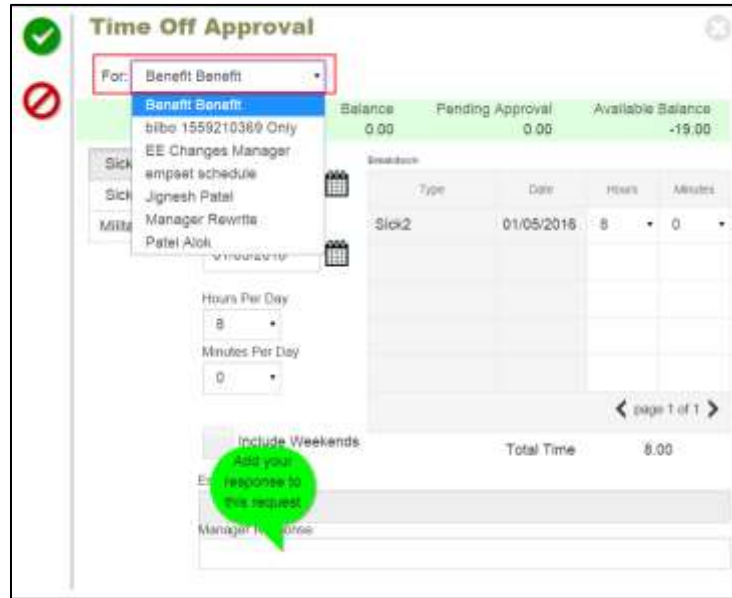 Time Off Approval
For: Benefit Benefit
Benefit Benefit
bilbo 1559210369 Only
EE Changes Manager
empset schedule
Jignesh Patel
Manager Rewrite
Patel Alok
Balance Pending Approval Available Balance
0.00 0.00 -19.00
Sick
Sick
Milita
Breakdown
Type Date Hours Minutes
Sick2 01/05/2016 8 0
01/05/2016
Hours Per Day
8
Minutes Per Day
0
page 1 of 1
Include Weekends
Total Time 8.00
Add your
response to
this request
Manager Response